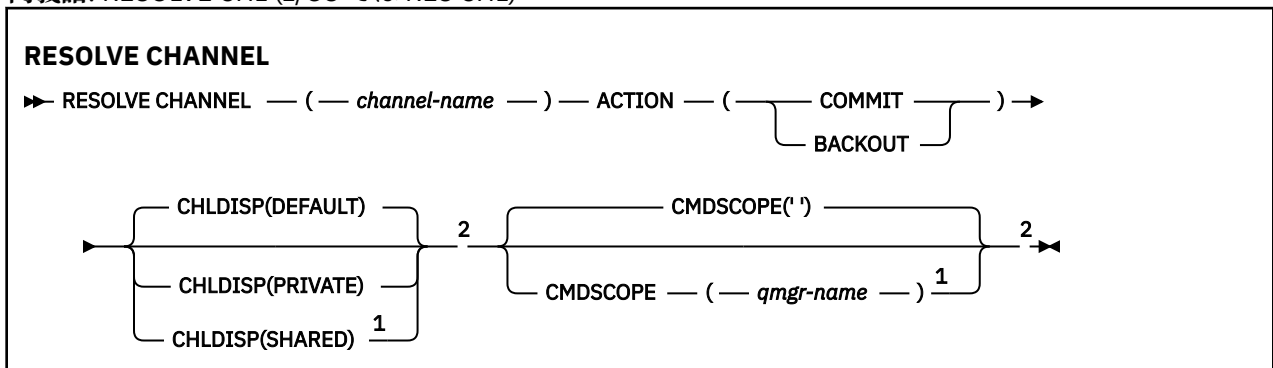 RESOLVE CHANNEL
RESOLVE CHANNEL ( channel-name ) ACTION ( COMMIT )
BACKOUT
CHLDISP(DEFAULT) CMDSCOPE(' ')
2 2
CHLDISP(PRIVATE) CMDSCOPE ( qmgr-name ) 1
CHLDISP(SHARED) 1